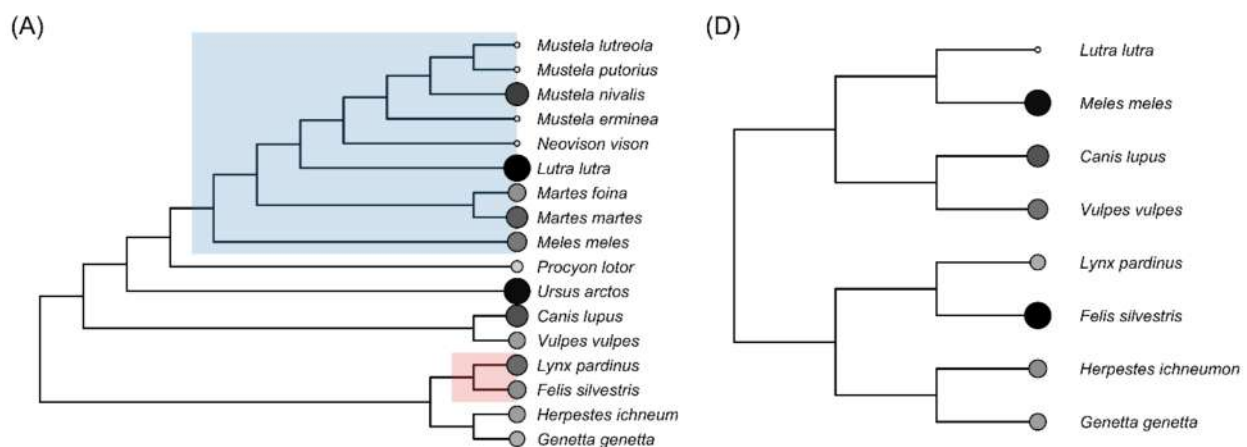 (A)
Mustela lutreola
Mustela putorius
Mustela nivalis
Mustela erminea
Neovison vison
Lutra lutra
Martes foina
Martes martes
Meles meles
Procyon lotor
Ursus arctos
Canis lupus
Vulpes vulpes
Lynx pardinus
Felis silvestris
Herpestes ichneum
Genetta genetta
(D)
Lutra lutra
Meles meles
Canis lupus
Vulpes vulpes
Lynx pardinus
Felis silvestris
Herpestes ichneumon
Genetta genetta